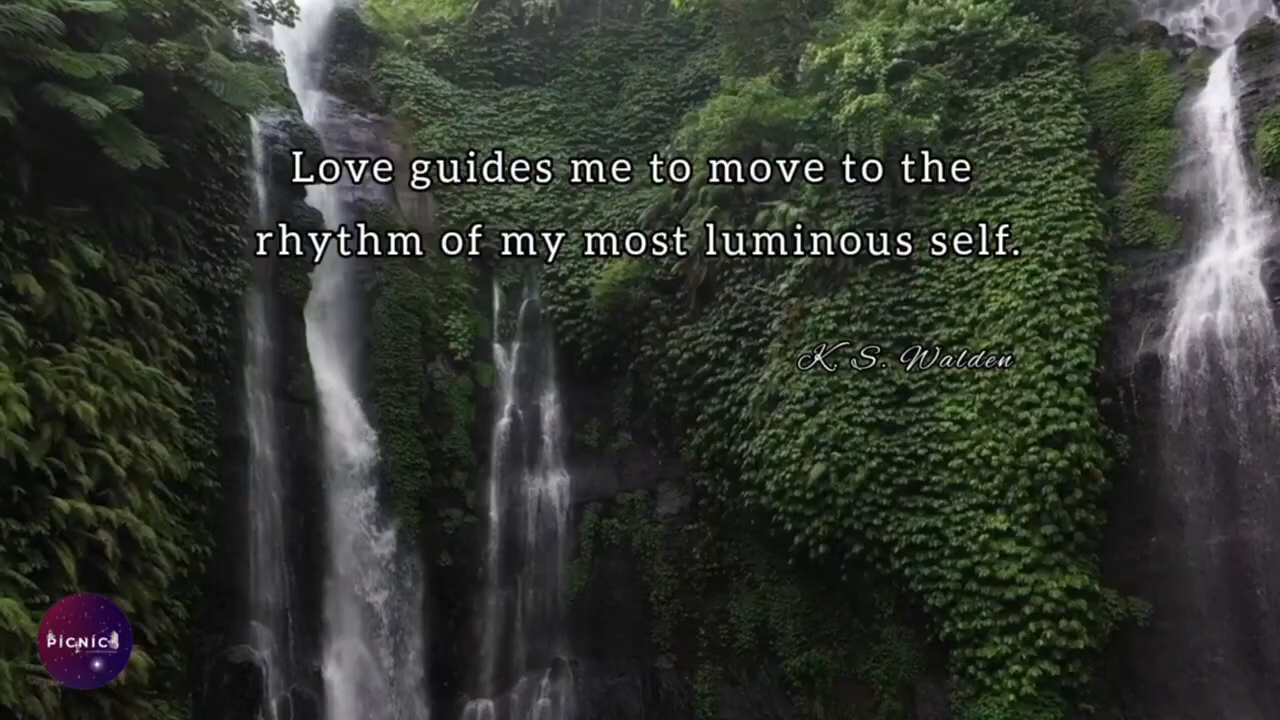 Love guides me to move to the
rhythm of my most luminous self.
K. S. Walden
PICNIC